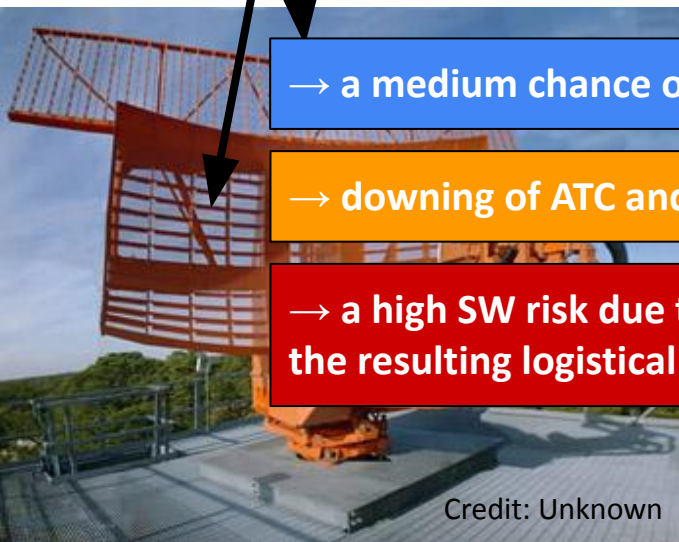 → a medium chance o
→ downing of ATC and
→ a high SW risk due t
the resulting logistical
Credit: Unknown